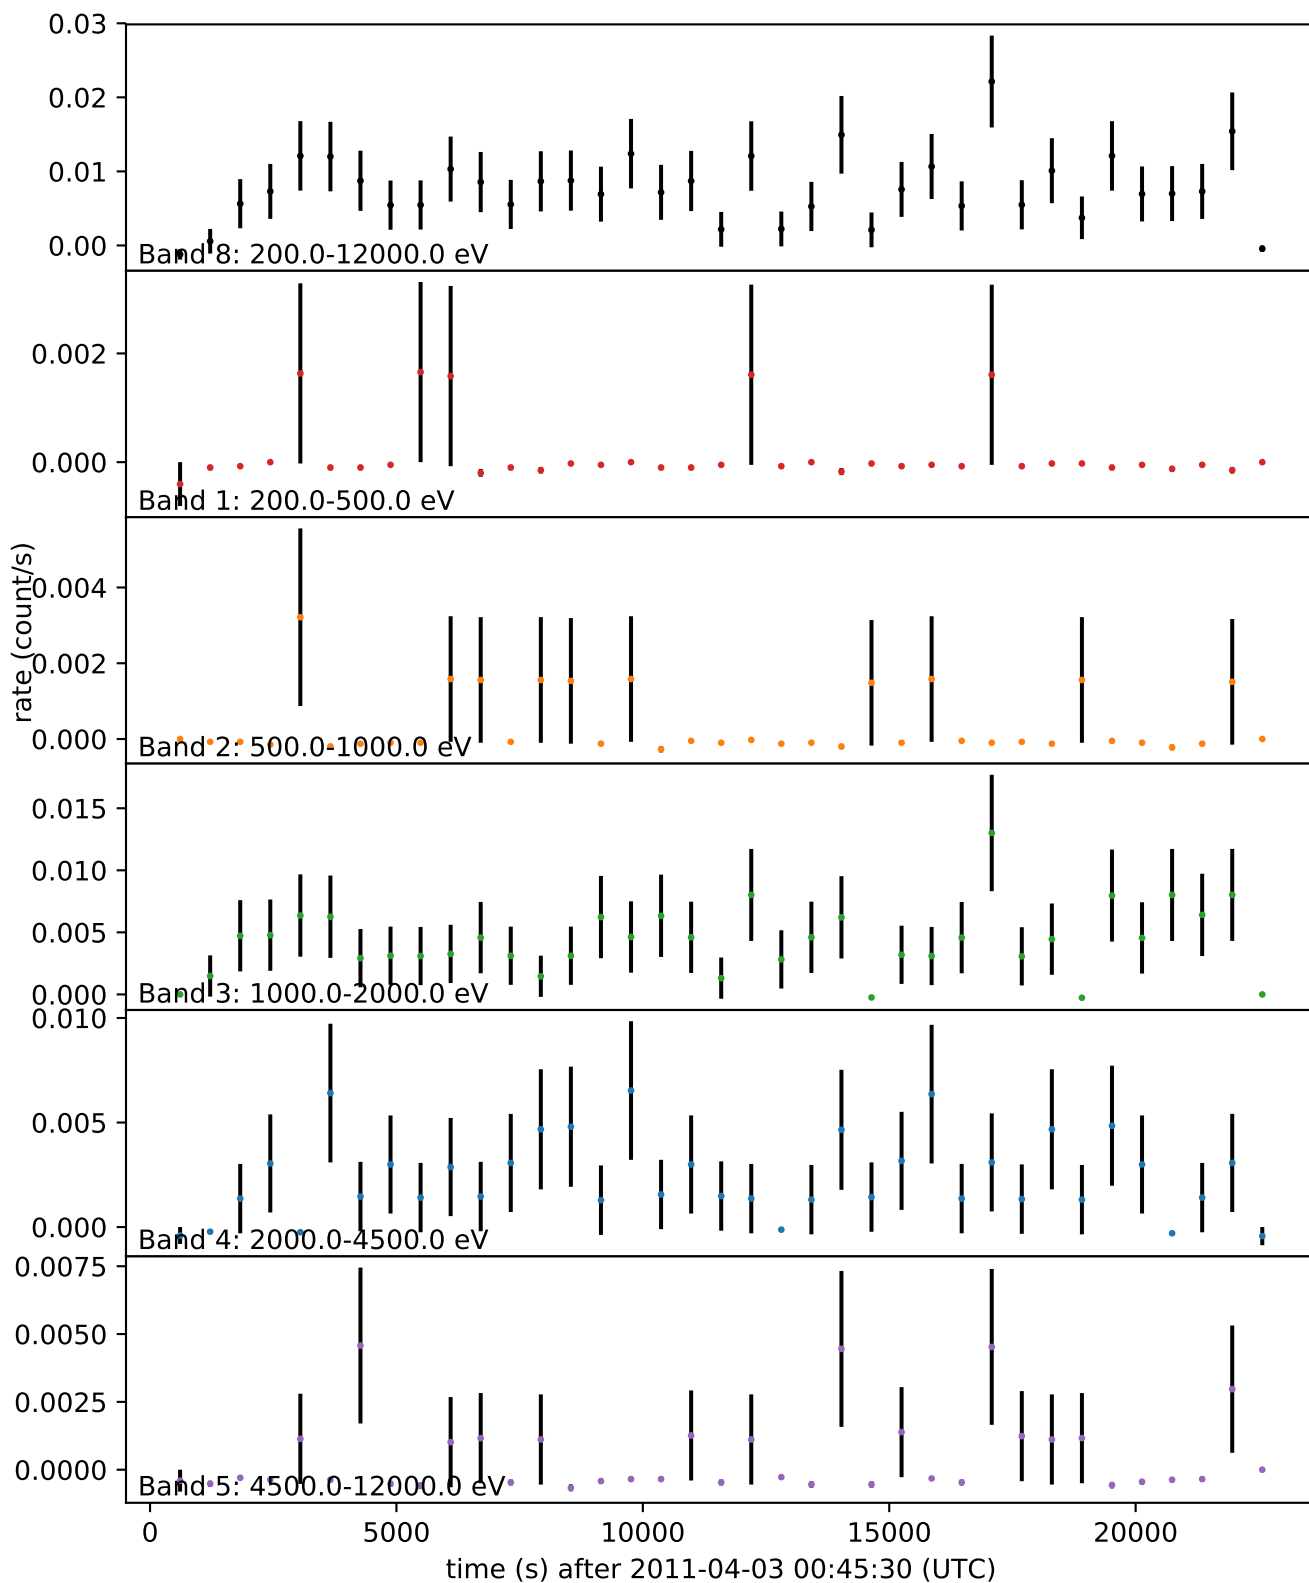 0.03
0.02
0.01
0.00
Band 8: 200.0-12000.0 eV
0.002
0.000
Band 1: 200.0-500.0 eV
rate (count/s)
0.004
0.002
0.000
Band 2: 500.0-1000.0 eV
0.015
0.010
0.005
0.000
Band 3: 1000.0-2000.0 eV
0.010
0.005
0.000
Band 4: 2000.0-4500.0 eV
0.0075
0.0050
0.0025
0.0000
Band 5: 4500.0-12000.0 eV
0 5000 10000 15000 20000
time (s) after 2011-04-03 00:45:30 (UTC)